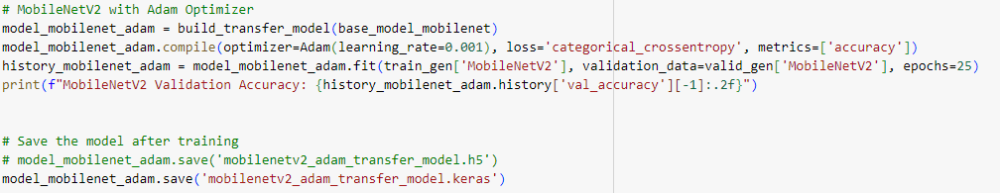 # MobileNetV2 with Adam Optimizer
model_mobilenet_adam = build_transfer_model(base_model_mobilenet)
model_mobilenet_adam.compile(optimizer=Adam(learning_rate=0.001), loss='categorical_crossentropy', metrics=['accuracy'])
history_mobilenet_adam = model_mobilenet_adam.fit(train_gen['MobileNetV2'], validation_data=valid_gen['MobileNetV2'], epochs=25)
print(f"MobileNetV2 Validation Accuracy: {history_mobilenet_adam.history['val_accuracy'][-1]:.2f}")
# Save the model after training
# model_mobilenet_adam.save('mobilenetv2_adam_transfer_model.h5')
model_mobilenet_adam.save('mobilenetv2_adam_transfer_model.keras')